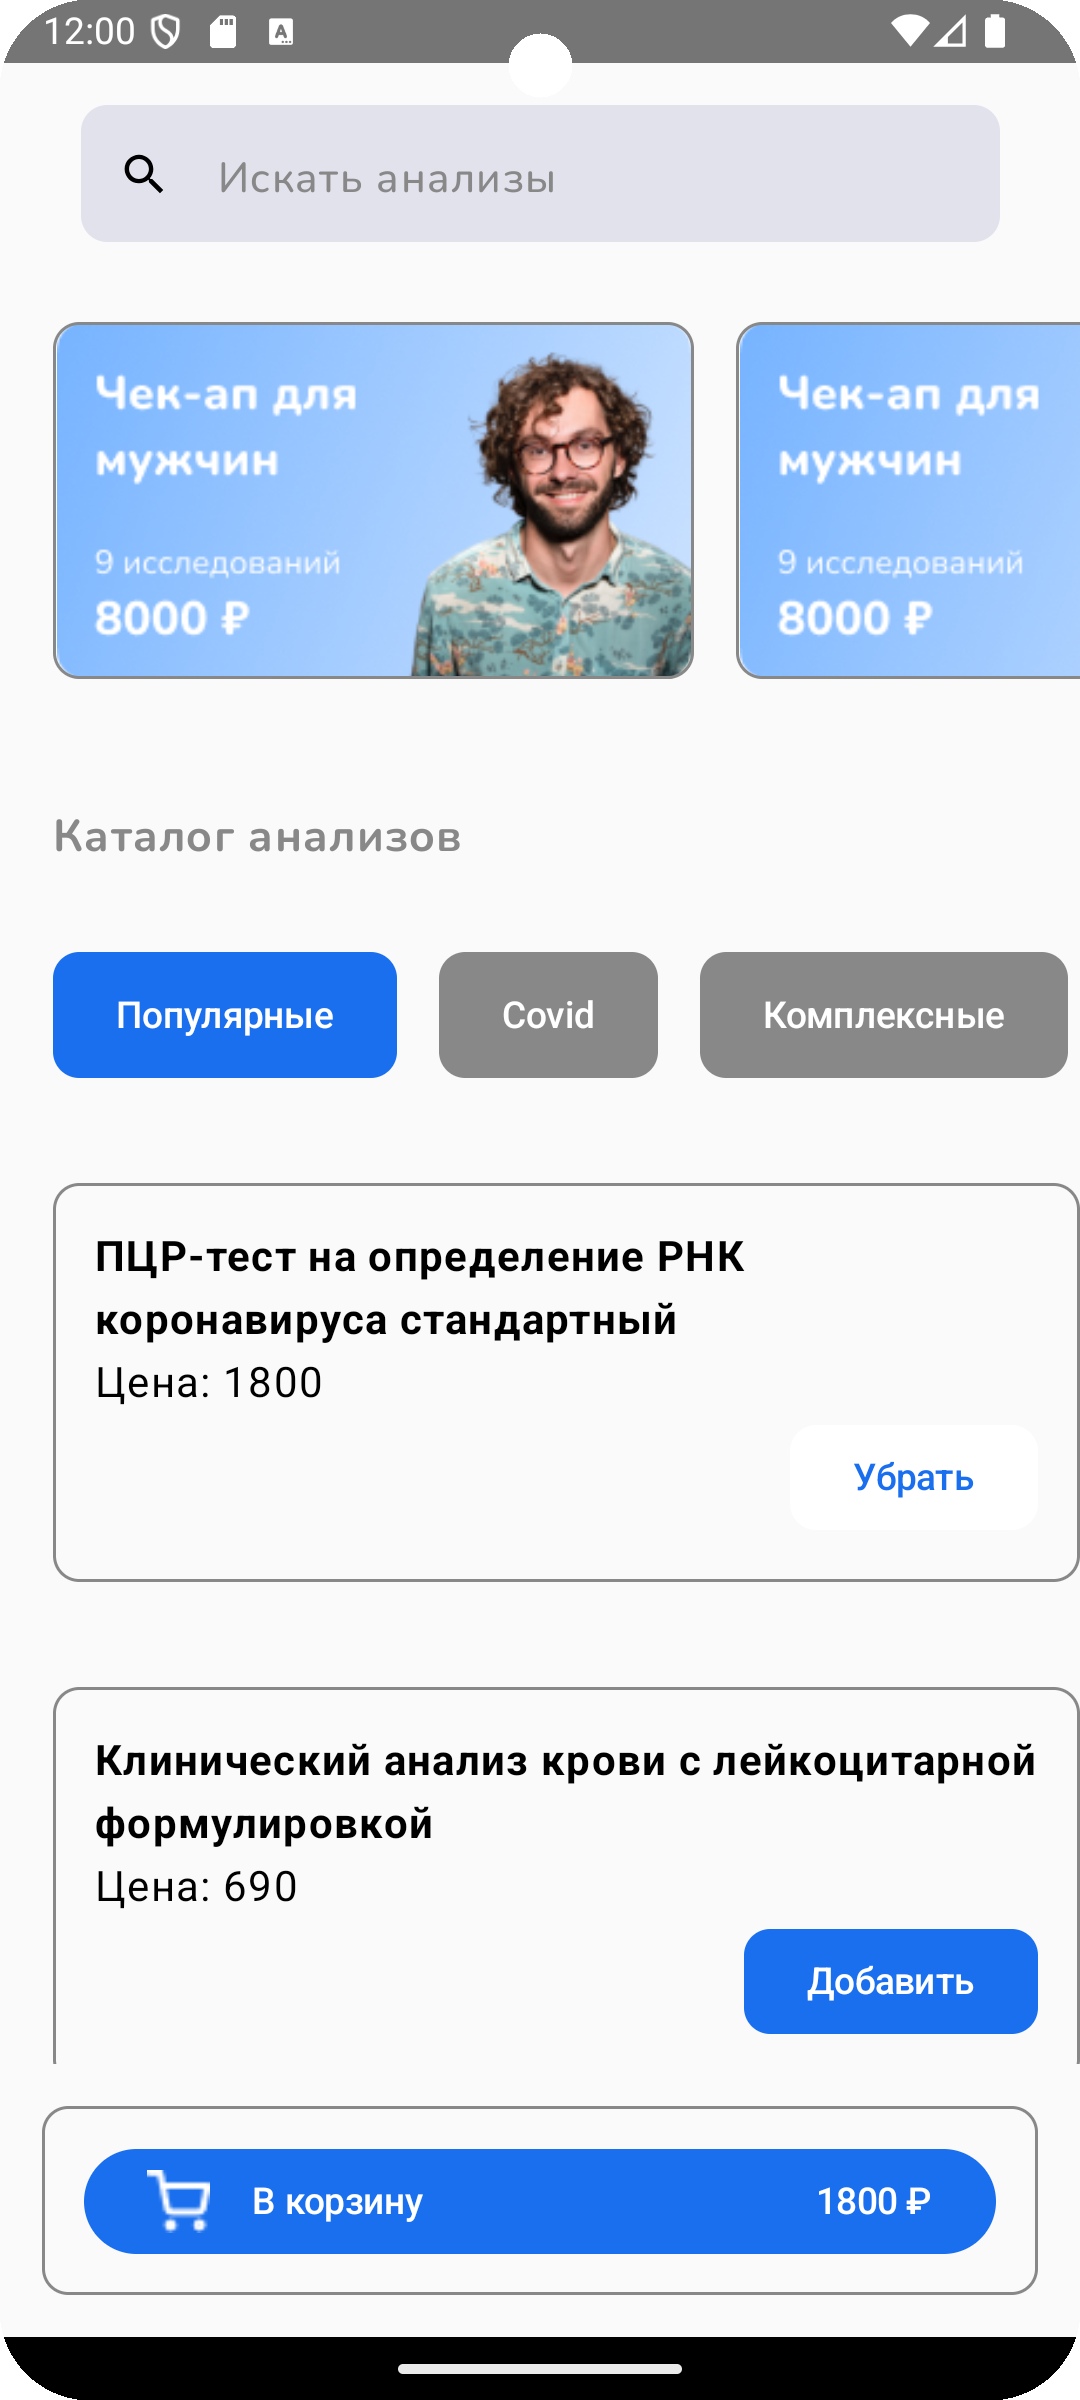 12:00
Искать анализы
Чек-ап для
мужчин
9 исследований
8000 ₽
Чек-ап для
мужчин
9 исследований
8000 ₽
Каталог анализов
Популярные
Covid
Комплексные
ПЦР-тест на определение РНК
коронавируса стандартный
Цена: 1800
Убрать
Клинический анализ крови с лейкоцитарной
формулировкой
Цена: 690
Добавить
В корзину
1800 ₽